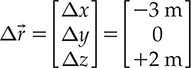 Δr⃗ = [Δx Δy Δz] = [−3 m 0 +2 m]